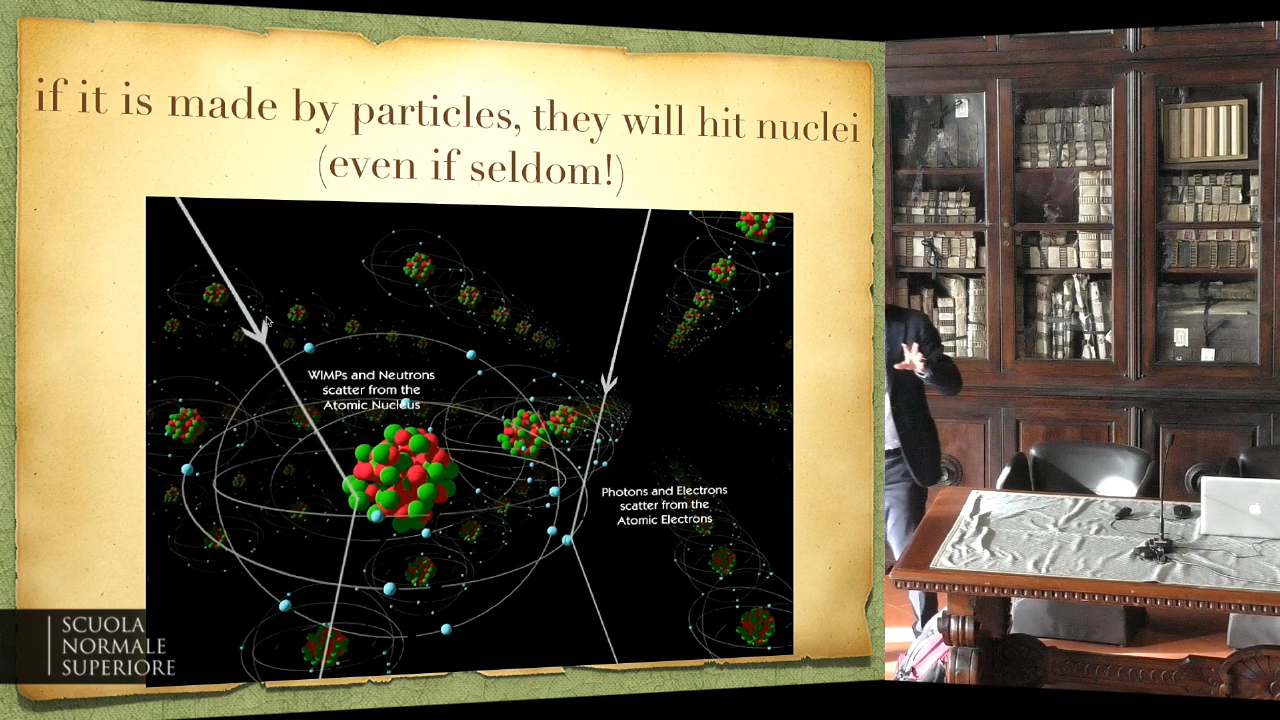 if it is made by particles, they will hit nuclei
(even if seldom!)
WIMPs and Neutrons
scatter from the
Atomic Nucleus
Photons and Electrons
scatter from the
Atomic Electrons
SCUOLA
NORMALE
SUPERIORE